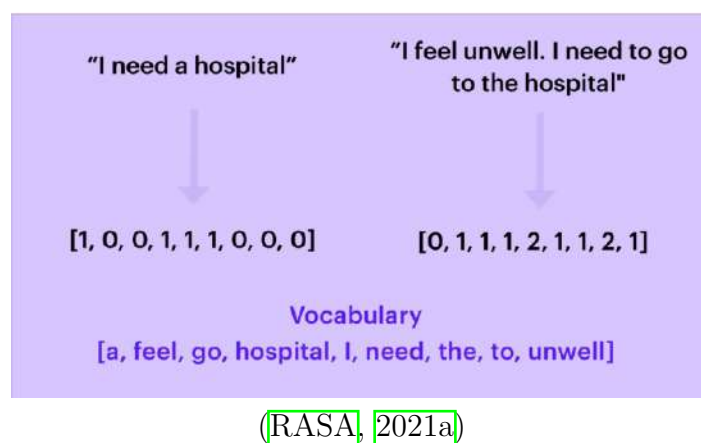 "I need a hospital"
"I feel unwell. I need to go
to the hospital"
[1, 0, 0, 1, 1, 1, 0, 0, 0]
[0, 1, 1, 1, 2, 1, 1, 2, 1]
Vocabulary
[a, feel, go, hospital, I, need, the, to, unwell]
(RASA, 2021a)